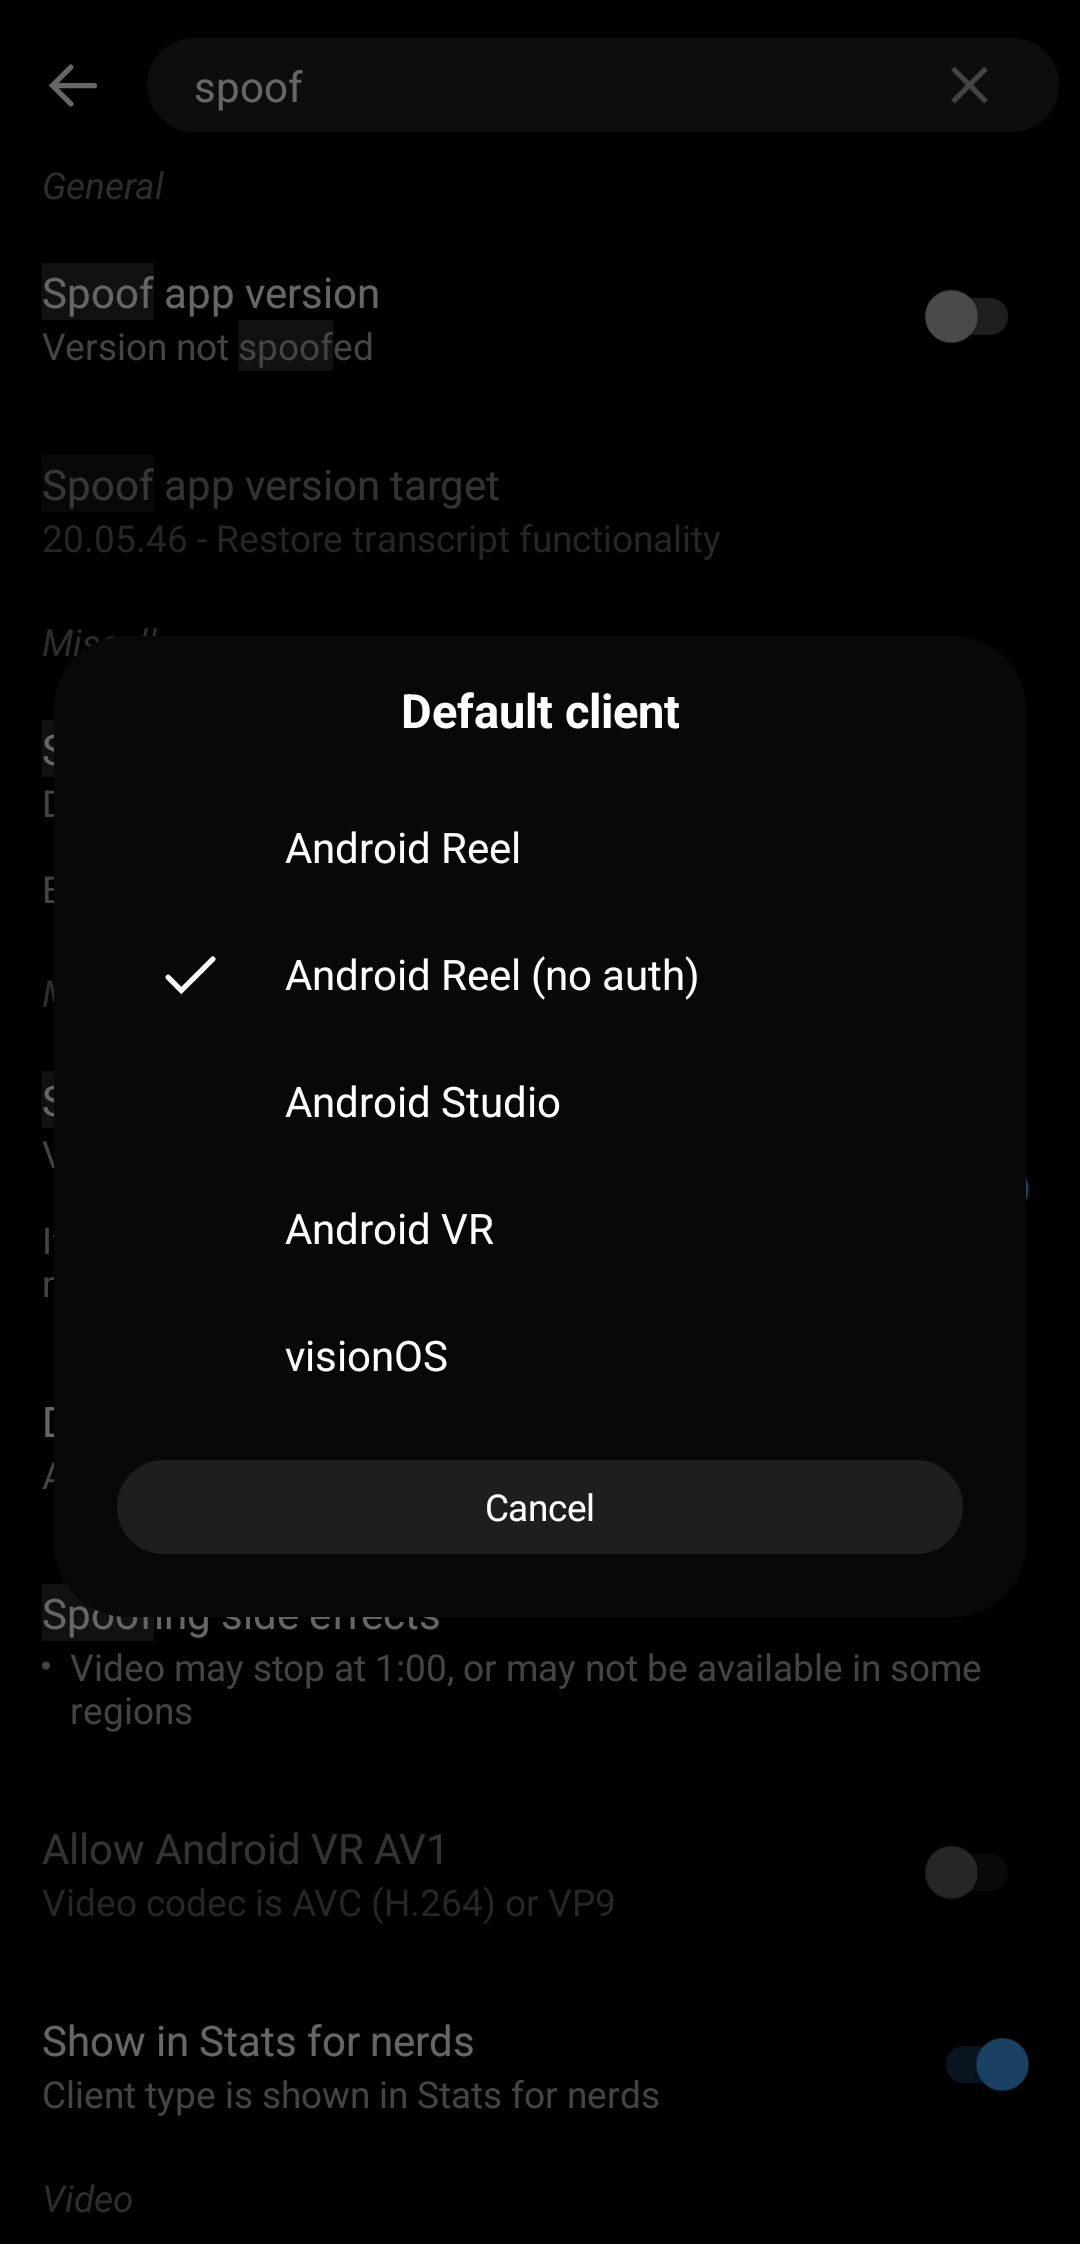 spoof
General
Spoof app version
Version not spoofed
Spoof app version target
20.05.46 - Restore transcript functionality
Default client
Android Reel
Android Reel (no auth)
Android Studio
Android VR
visionOS
Cancel
Spoofing side effects
• Video may stop at 1:00, or may not be available in some
regions
Allow Android VR AV1
Video codec is AVC (H.264) or VP9
Show in Stats for nerds
Client type is shown in Stats for nerds
Video